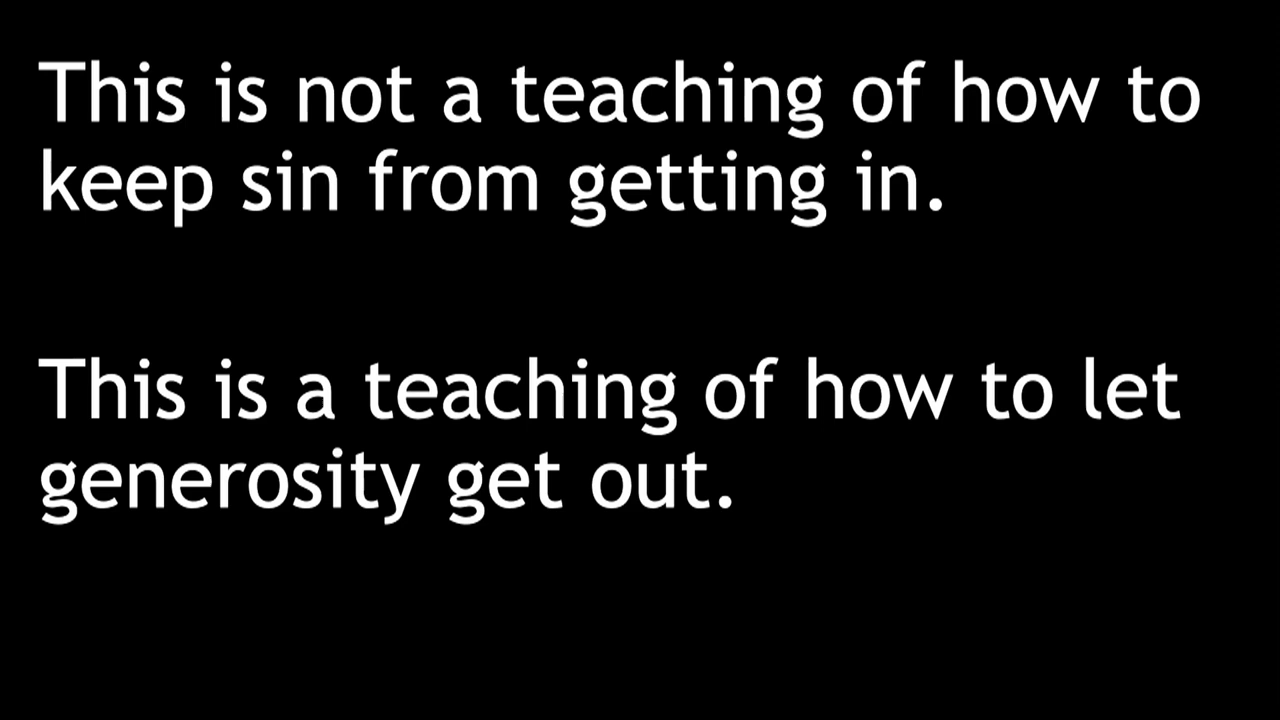 This is not a teaching of how to
keep sin from getting in.
This is a teaching of how to let
generosity get out.